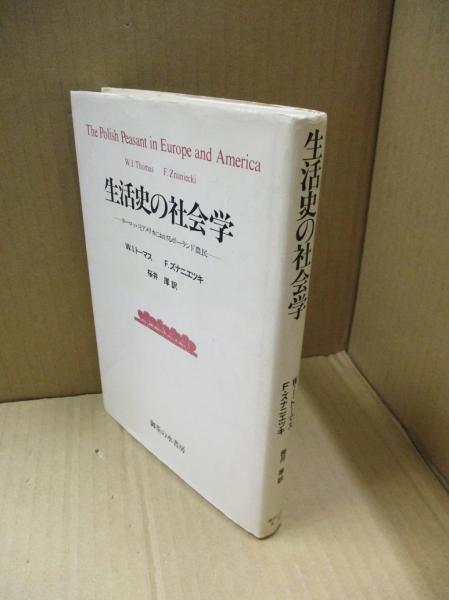 The Polish Peasant in Europe and America
W. I. Thomas F. Znaniecki
生活史の社会学
―ヨーロッパとアメリカにおけるポーランド農民―
W.I.トーマス F.ズナニエツキ
桜井 厚 訳
御茶の水書房
生活史の社会学
W・I・トーマス
F.ズナニエツキ
桜井 厚 訳